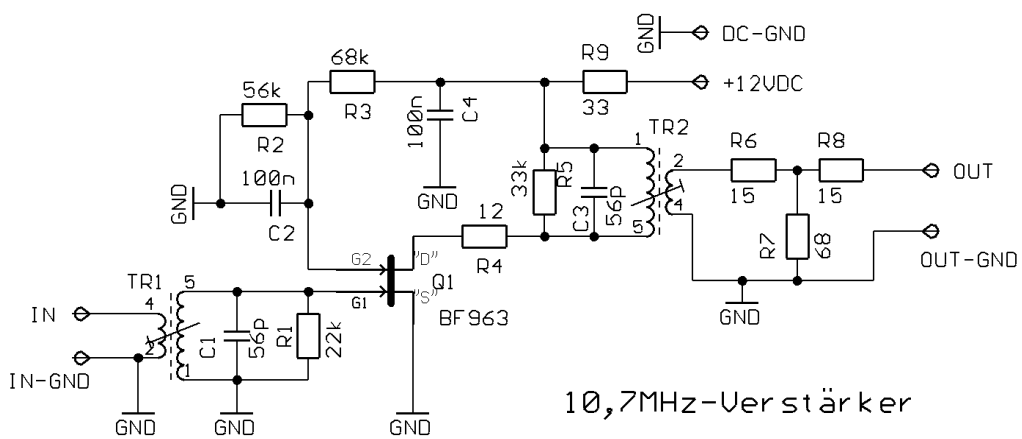 GND
DC-GND
68k
R9
+12VDC
R3
33
56k
R2
100n
C4
TR2
1
R6
R8
33k
R5
2
OUT
100n
GND
GND
C3
56p
4
15
15
C2
12
R4
5
R7
68
OUT-GND
G2
"D"
Q1
TR1
5
G1
"S"
GND
IN
4
BF963
C1
56p
R1
22k
2
1
IN-GND
GND
GND
GND
10,7MHz-Verstärker